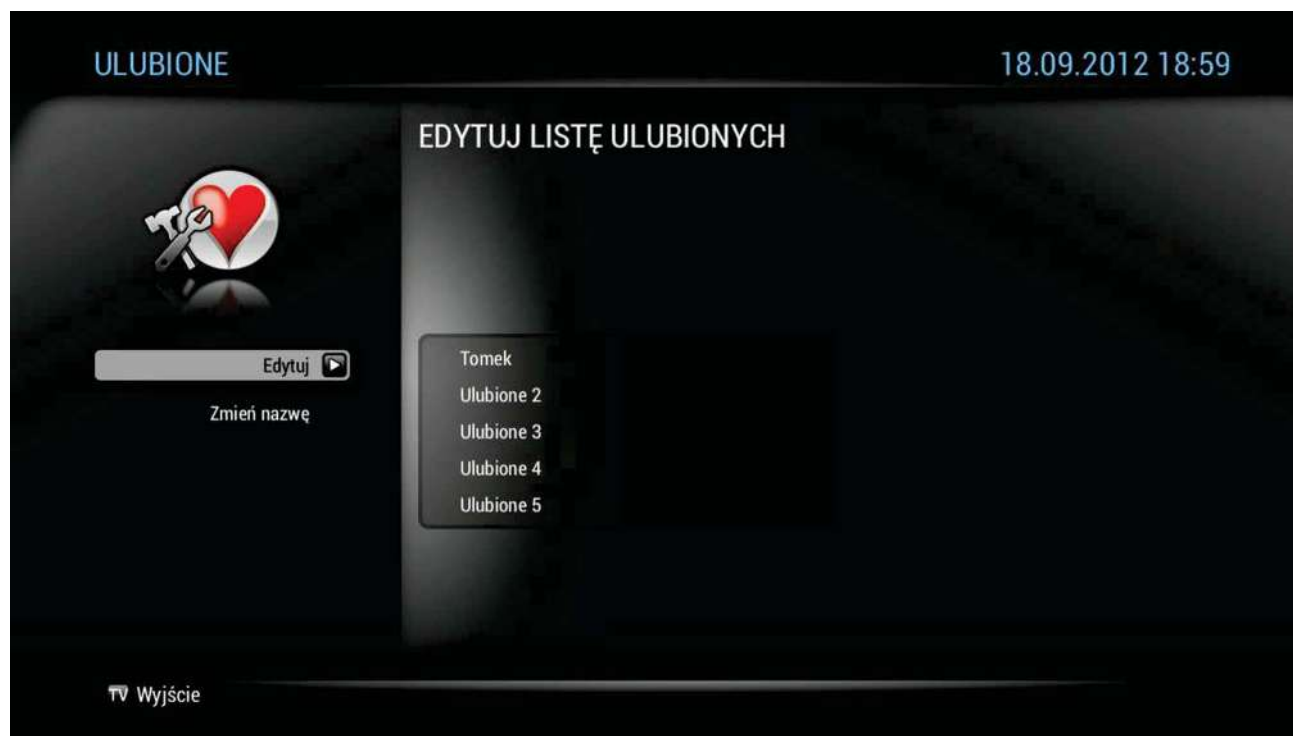 ULUBIONE
18.09.2012 18:59
EDYTUJ LISTĘ ULUBIONYCH
Edytuj
Zmień nazwę
Tomek
Ulubione 2
Ulubione 3
Ulubione 4
Ulubione 5
TV Wyjście